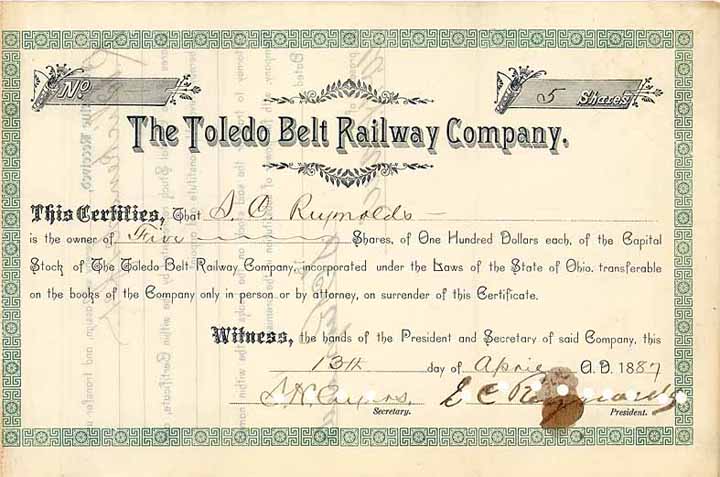 No
5 Shares
The Toledo Belt Railway Company.
This Certifies, That S. C. Reynolds
is the owner of Five Shares, of One Hundred Dollars each, of the Capital
Stock of The Toledo Belt Railway Company, incorporated under the Laws of the State of Ohio. transferable
on the books of the Company only in person or by attorney, on surrender of this Certificate.
Witness, the hands of the President and Secretary of said Company, this
13th day of April A.D. 1887
Secretary. President.